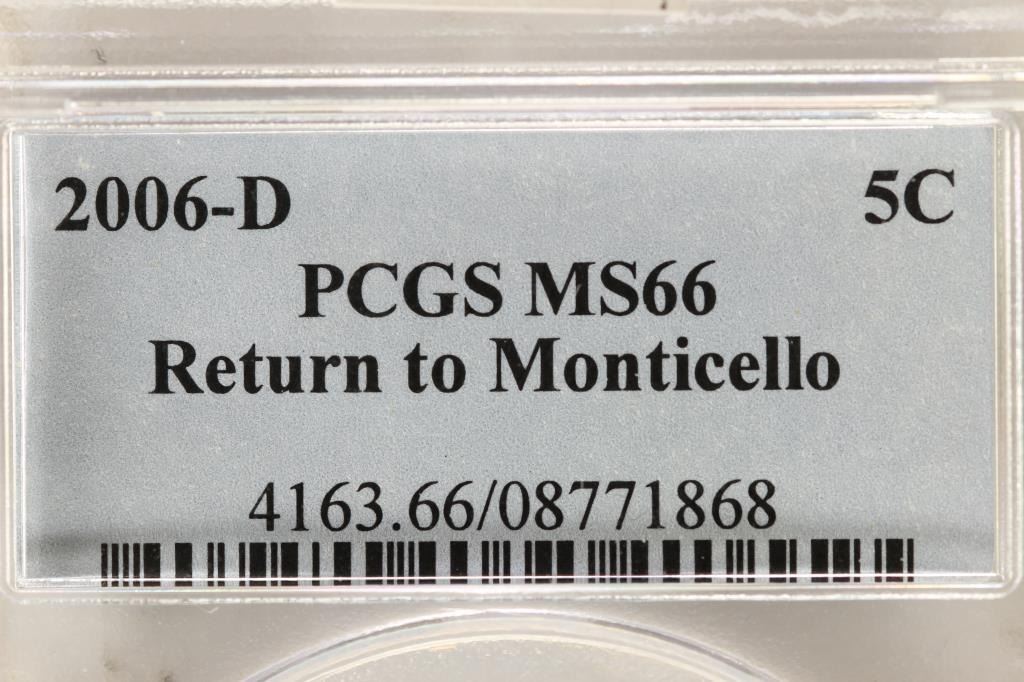 2006-D 5C
PCGS MS66
Return to Monticello
4163.66/08771868